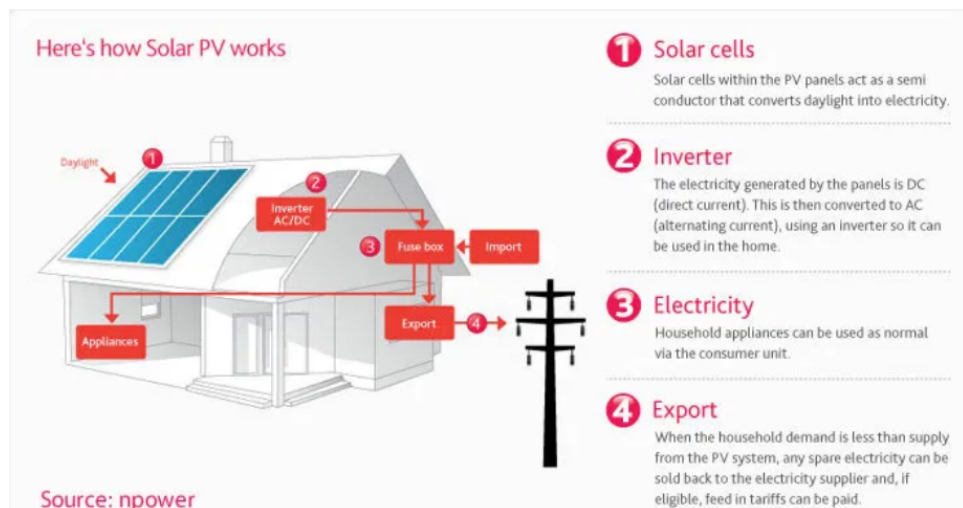 Here's how Solar PV works
Daylight
1
2
Inverter
AC/DC
3
Fuse box
Import
Appliances
Export
4
Source: npower
1 Solar cells
Solar cells within the PV panels act as a semi
conductor that converts daylight into electricity.
2 Inverter
The electricity generated by the panels is DC
(direct current). This is then converted to AC
(alternating current), using an inverter so it can
be used in the home.
3 Electricity
Household appliances can be used as normal
via the consumer unit.
4 Export
When the household demand is less than supply
from the PV system, any spare electricity can be
sold back to the electricity supplier and, if
eligible, feed in tariffs can be paid.